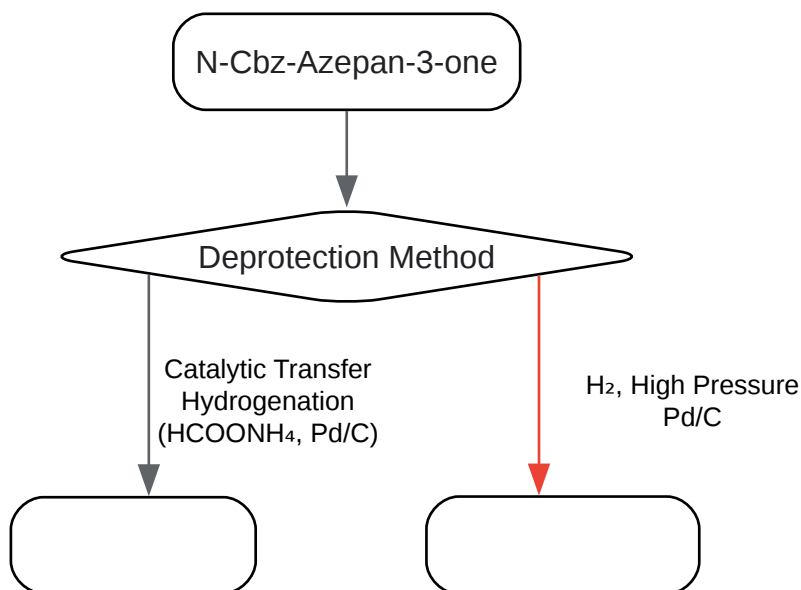 N-Cbz-Azepan-3-one
Deprotection Method
Catalytic Transfer
Hydrogenation
(HCOONH₄, Pd/C)
H₂, High Pressure
Pd/C